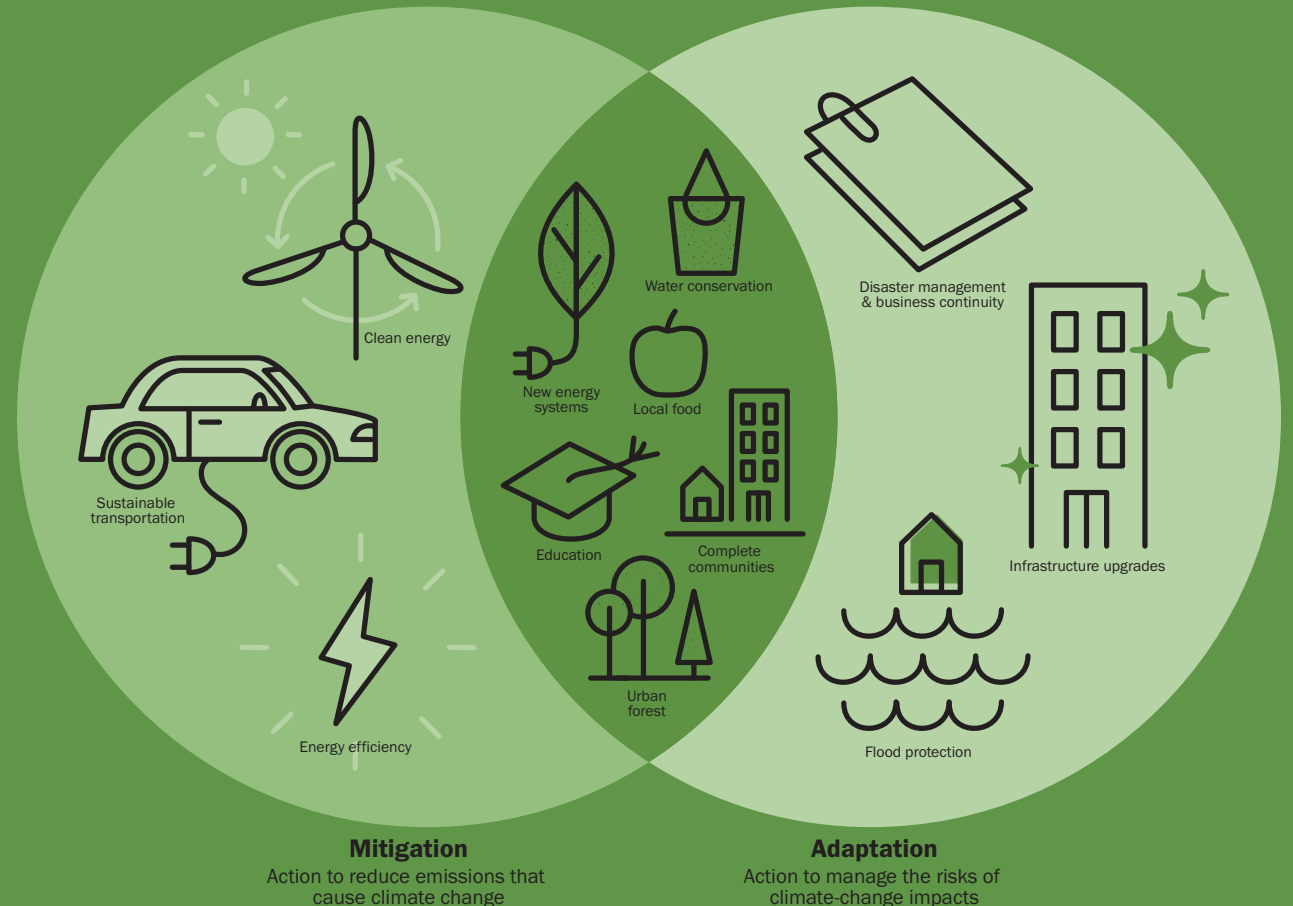 Clean energy
Sustainable
transportation
Energy efficiency
Water conservation
New energy
systems
Local food
Education
Complete
communities
Urban
forest
Disaster management
& business continuity
Infrastructure upgrades
Flood protection
Mitigation
Action to reduce emissions that
cause climate change
Adaptation
Action to manage the risks of
climate-change impacts